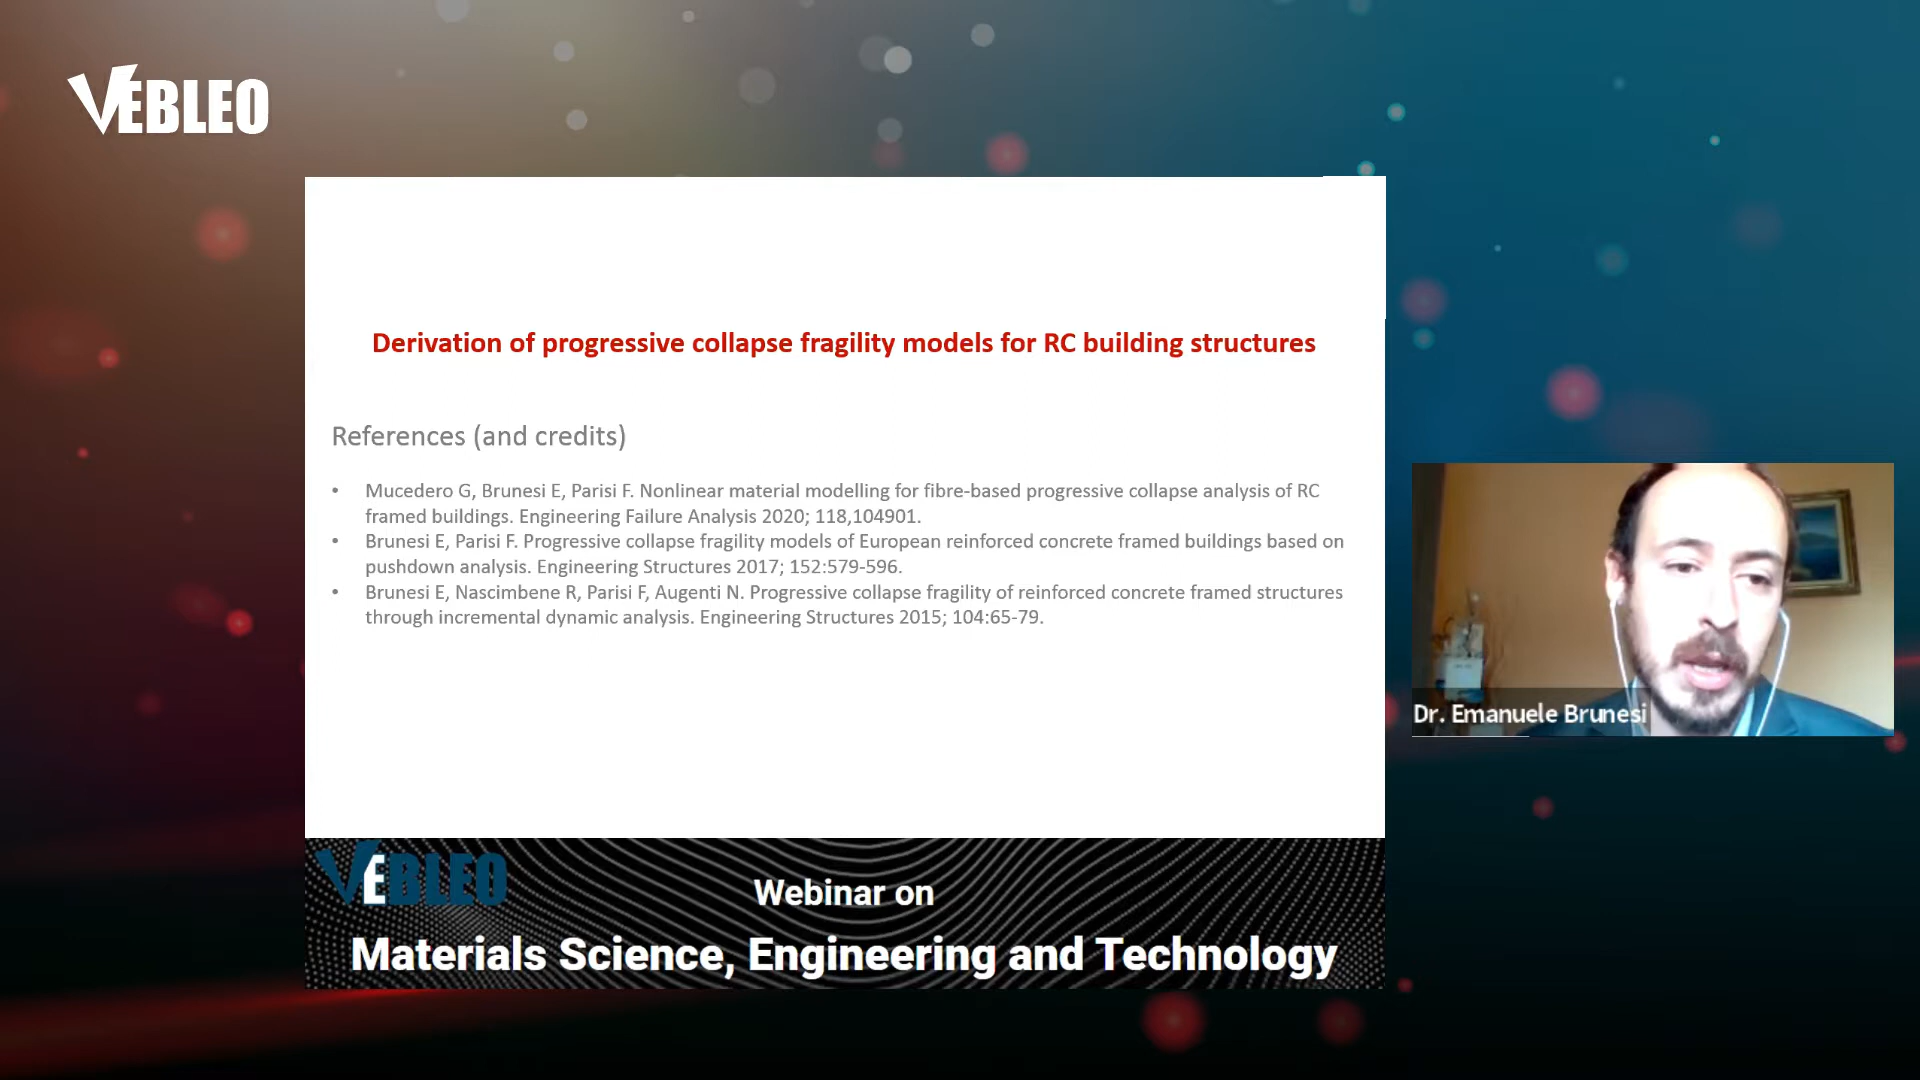 VEBLEO
Derivation of progressive collapse fragility models for RC building structures
References (and credits)
• Mucedero G, Brunesi E, Parisi F. Nonlinear material modelling for fibre-based progressive collapse analysis of RC
framed buildings. Engineering Failure Analysis 2020; 118,104901.
• Brunesi E, Parisi F. Progressive collapse fragility models of European reinforced concrete framed buildings based on
pushdown analysis. Engineering Structures 2017; 152:579-596.
• Brunesi E, Nascimbene R, Parisi F, Augenti N. Progressive collapse fragility of reinforced concrete framed structures
through incremental dynamic analysis. Engineering Structures 2015; 104:65-79.
Dr. Emanuele Brunesi
VEBLEO
Webinar on
Materials Science, Engineering and Technology